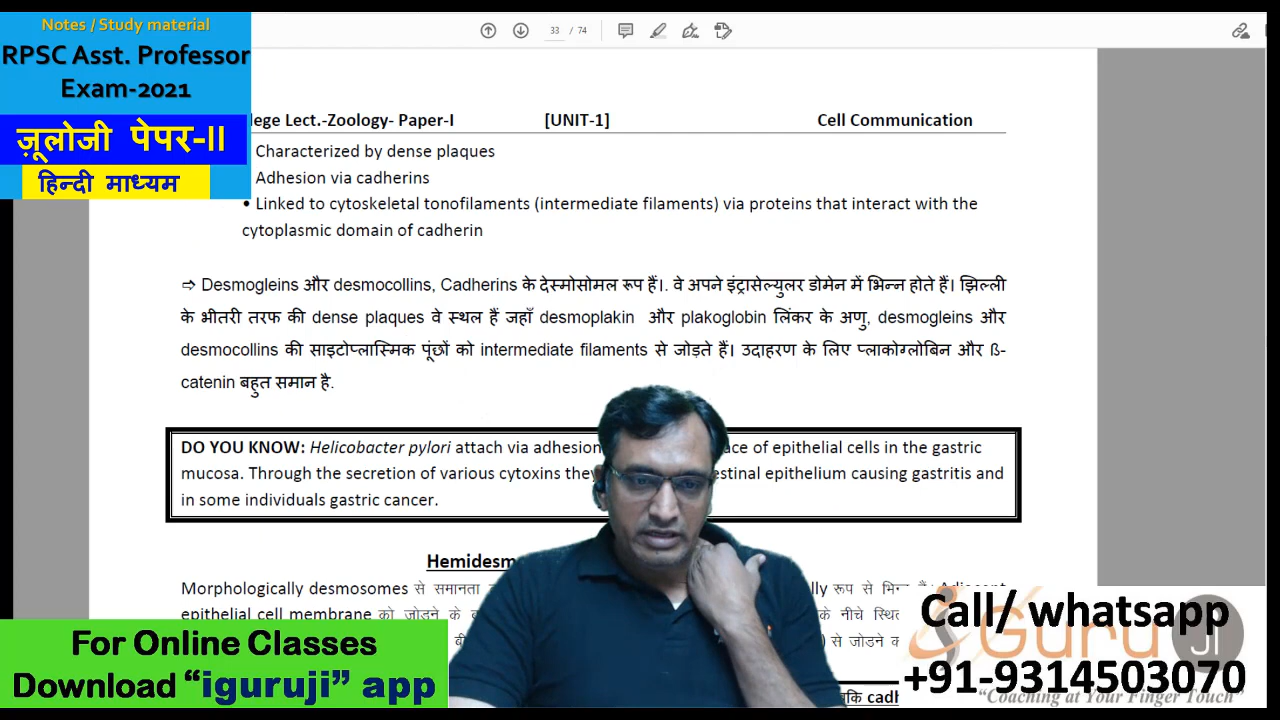 Notes / Study material
RPSC Asst. Professor
Exam-2021
ज़ूलोजी पेपर-II
हिन्दी माध्यम
33 / 74
lege Lect.-Zoology- Paper-I [UNIT-1] Cell Communication
Characterized by dense plaques
Adhesion via cadherins
• Linked to cytoskeletal tonofilaments (intermediate filaments) via proteins that interact with the
cytoplasmic domain of cadherin
⇨ Desmogleins और desmocollins, Cadherins के देस्मोसोमल रूप हैं।. वे अपने इंट्रासेल्युलर डोमेन में भिन्न होते हैं। झिल्ली
के भीतरी तरफ की dense plaques वे स्थल हैं जहाँ desmoplakin और plakoglobin लिंकर के अणु, desmogleins और
desmocollins की साइटोप्लास्मिक पूंछों को intermediate filaments से जोड़ते हैं। उदाहरण के लिए प्लाकोग्लोबिन और ß-
catenin बहुत समान है.
DO YOU KNOW: Helicobacter pylori attach via adhesion ace of epithelial cells in the gastric
mucosa. Through the secretion of various cytoxins they estinal epithelium causing gastritis and
in some individuals gastric cancer.
Hemidesm
Morphologically desmosomes से समानता lly रूप से भिन्न हैं। Adjacent
epithelial cell membrane को जोड़ने के के नीचे स्थि
से जोड़ने
कि cadh
For Online Classes
Download “iguruji” app
Call/ whatsapp
+91-9314503070
Guru JI
“Coaching at Your Finger Touch”